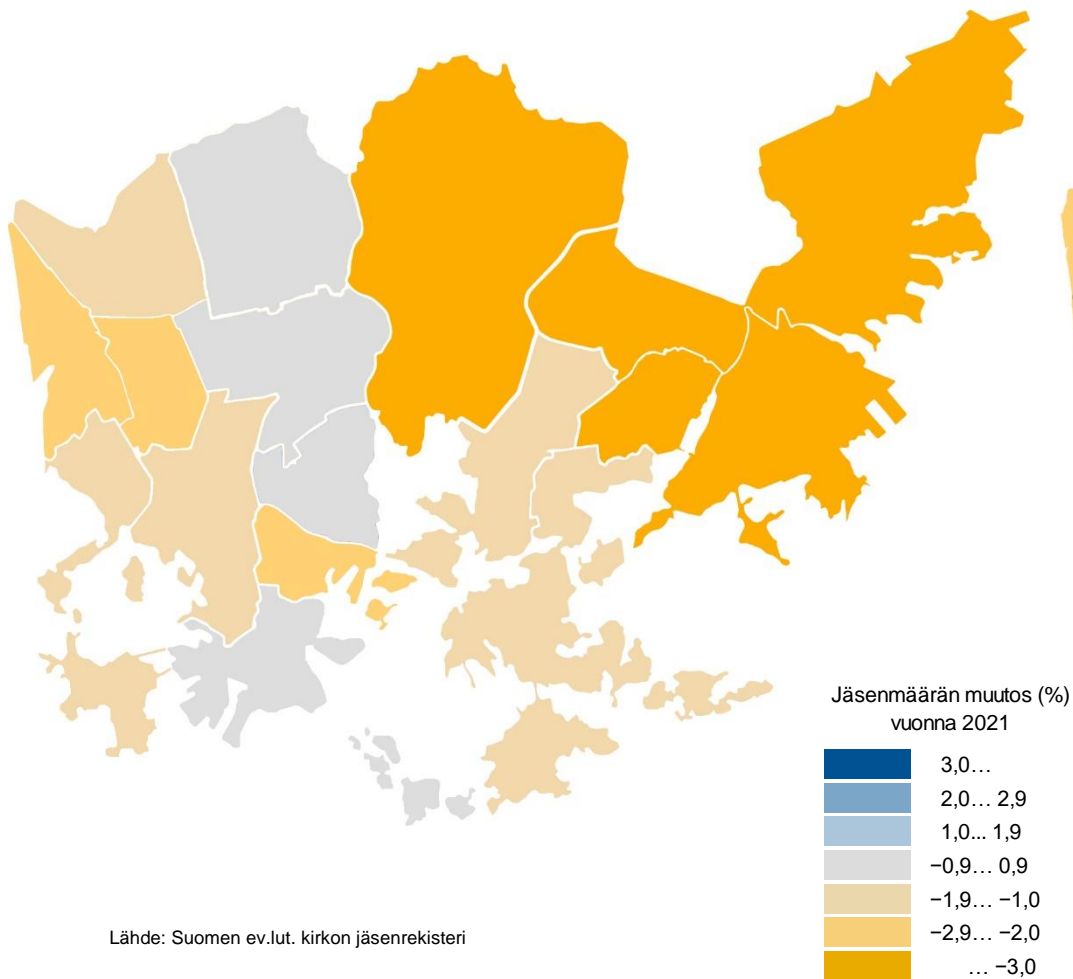 Jäsenmäärän muutos (%)
vuonna 2021
3,0…
2,0… 2,9
1,0... 1,9
−0,9… 0,9
−1,9… −1,0
−2,9… −2,0
… −3,0
Lähde: Suomen ev.lut. kirkon jäsenrekisteri